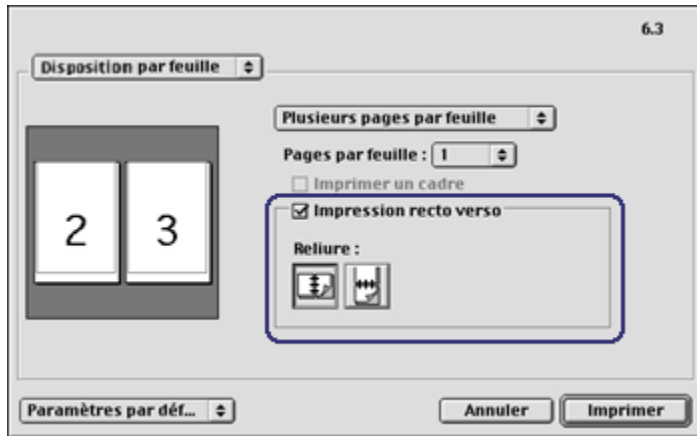 6.3
Disposition par feuille
Plusieurs pages par feuille
Pages par feuille : 1
Imprimer un cadre
Impression recto verso
2 3
Reliure :
Paramètres par déf... Annuler Imprimer